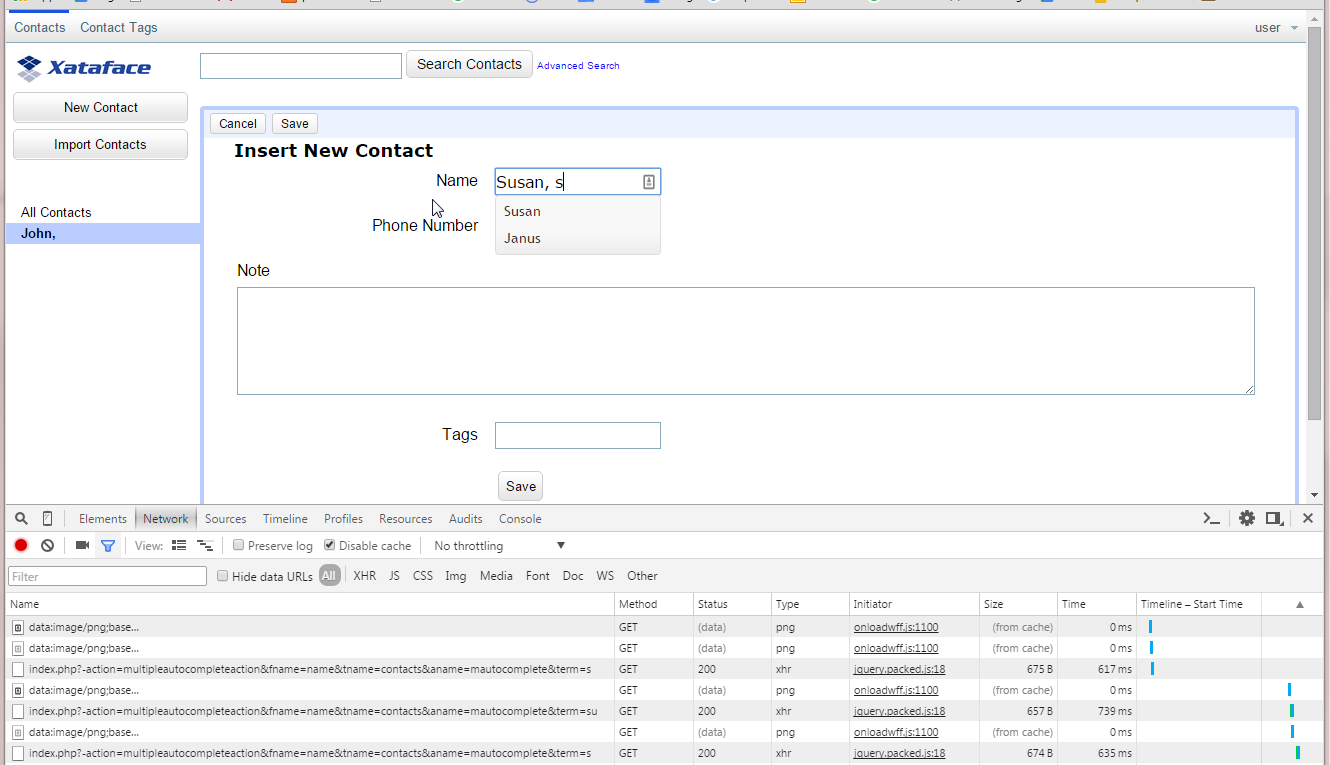 Contacts Contact Tags user
Xataface Search Contacts Advanced Search
New Contact
Import Contacts
All Contacts
John,
Cancel Save
Insert New Contact
Name Susan, s
Susan
Janus
Phone Number
Note
Tags
Save
Elements Network Sources Timeline Profiles Resources Audits Console
View: Preserve log Disable cache No throttling
Filter Hide data URLs All XHR JS CSS Img Media Font Doc WS Other
Name Method Status Type Initiator Size Time Timeline – Start Time
data:image/png;base... GET (data) png onloadwff.js:1100 (from cache) 0 ms
data:image/png;base... GET (data) png onloadwff.js:1100 (from cache) 0 ms
index.php?-action=multipleautocompleteaction&fname=name&tname=contacts&aname=mautocomplete&term=s GET 200 xhr jquery.packed.js:18 675 B 617 ms
data:image/png;base... GET (data) png onloadwff.js:1100 (from cache) 0 ms
index.php?-action=multipleautocompleteaction&fname=name&tname=contacts&aname=mautocomplete&term=su GET 200 xhr jquery.packed.js:18 657 B 739 ms
data:image/png;base... GET (data) png onloadwff.js:1100 (from cache) 0 ms
index.php?-action=multipleautocompleteaction&fname=name&tname=contacts&aname=mautocomplete&term=s GET 200 xhr jquery.packed.js:18 674 B 635 ms